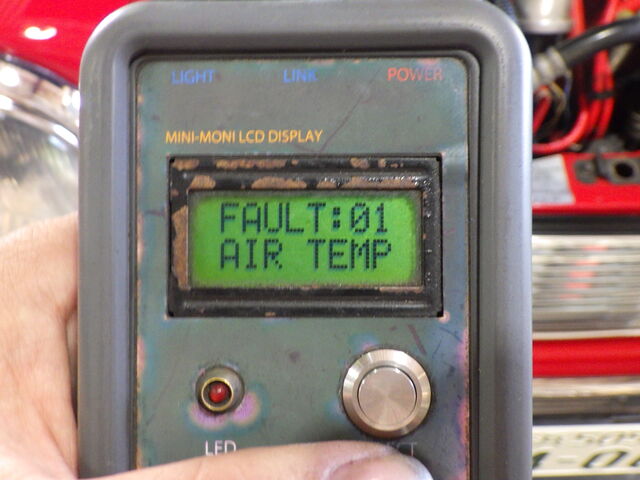 LIGHT LINK POWER
MINI-MONI LCD DISPLAY
FAULT:01
AIR TEMP
LED